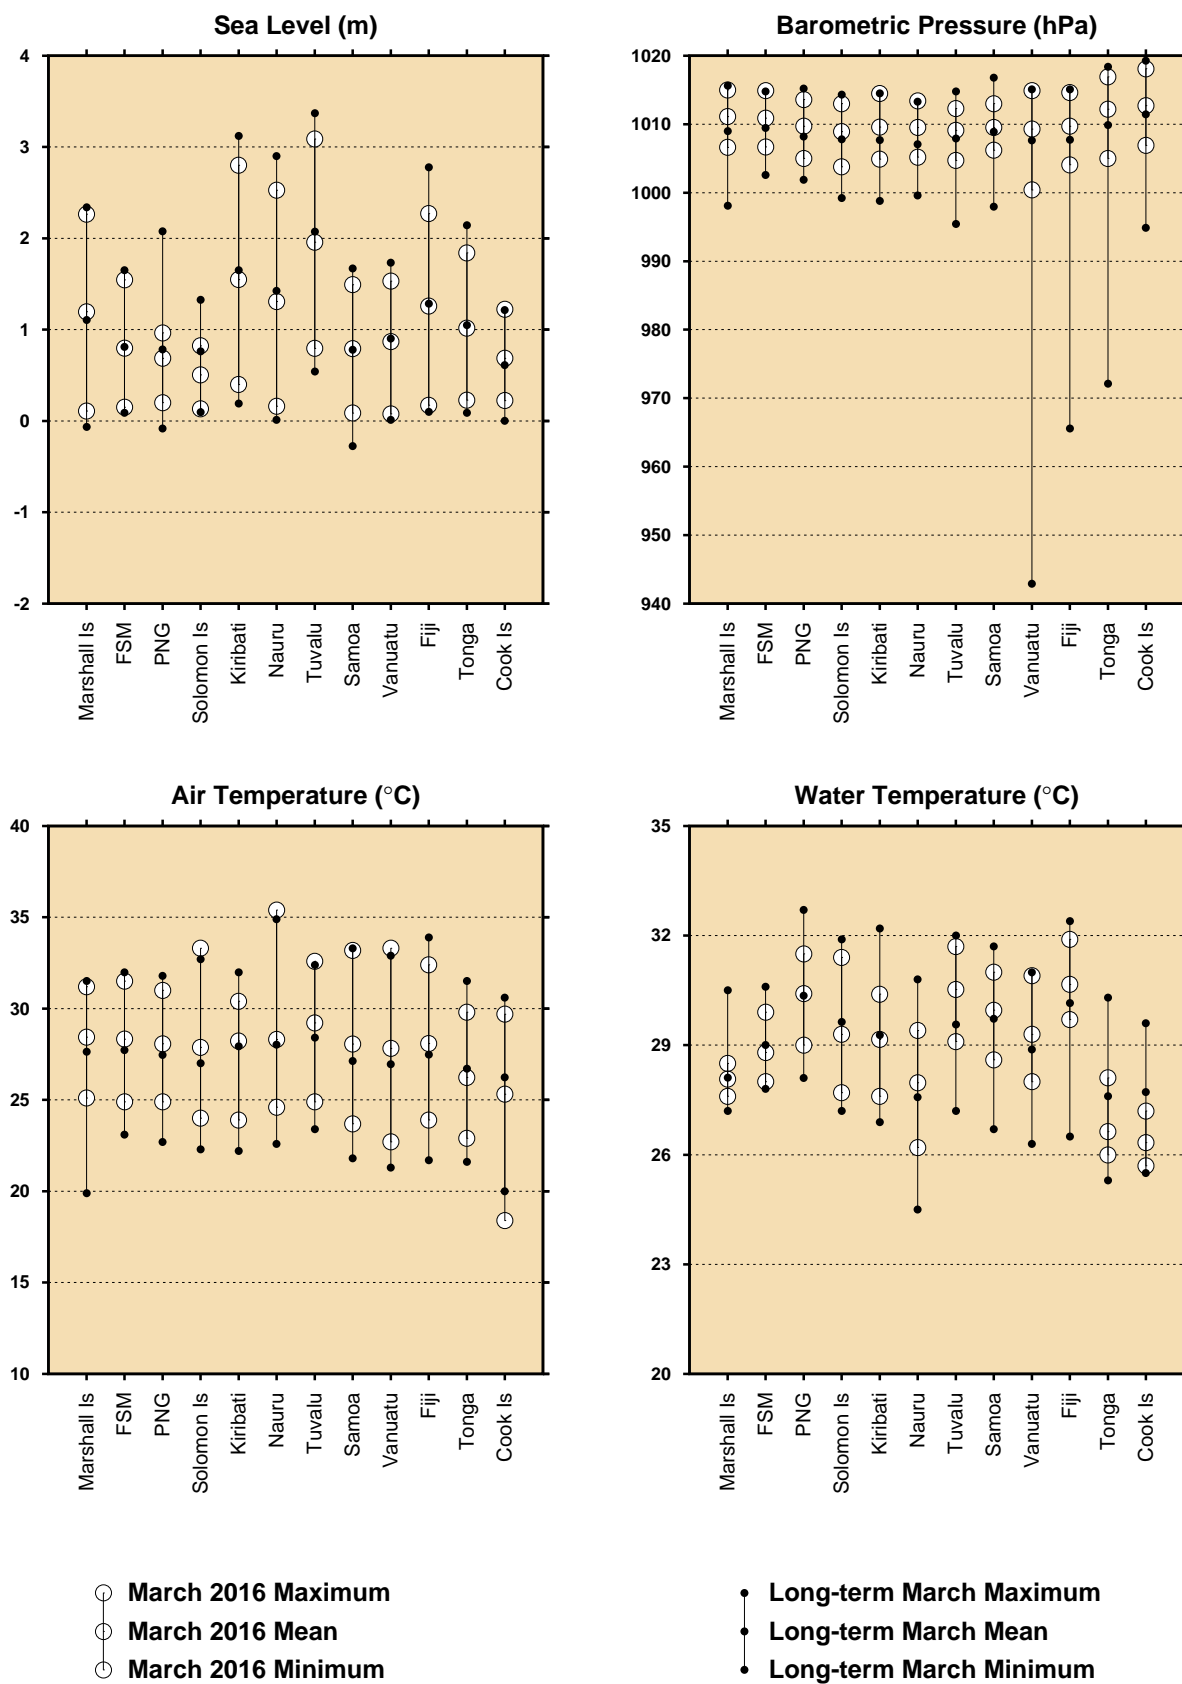 Sea Level (m)
4
3
2
1
0
-1
-2
Marshall Is
FSM
PNG
Solomon Is
Kiribati
Nauru
Tuvalu
Samoa
Vanuatu
Fiji
Tonga
Cook Is
Barometric Pressure (hPa)
1020
1010
1000
990
980
970
960
950
940
Marshall Is
FSM
PNG
Solomon Is
Kiribati
Nauru
Tuvalu
Samoa
Vanuatu
Fiji
Tonga
Cook Is
Air Temperature (°C)
40
35
30
25
20
15
10
Marshall Is
FSM
PNG
Solomon Is
Kiribati
Nauru
Tuvalu
Samoa
Vanuatu
Fiji
Tonga
Cook Is
Water Temperature (°C)
35
32
29
26
23
20
Marshall Is
FSM
PNG
Solomon Is
Kiribati
Nauru
Tuvalu
Samoa
Vanuatu
Fiji
Tonga
Cook Is
March 2016 Maximum
March 2016 Mean
March 2016 Minimum
Long-term March Maximum
Long-term March Mean
Long-term March Minimum